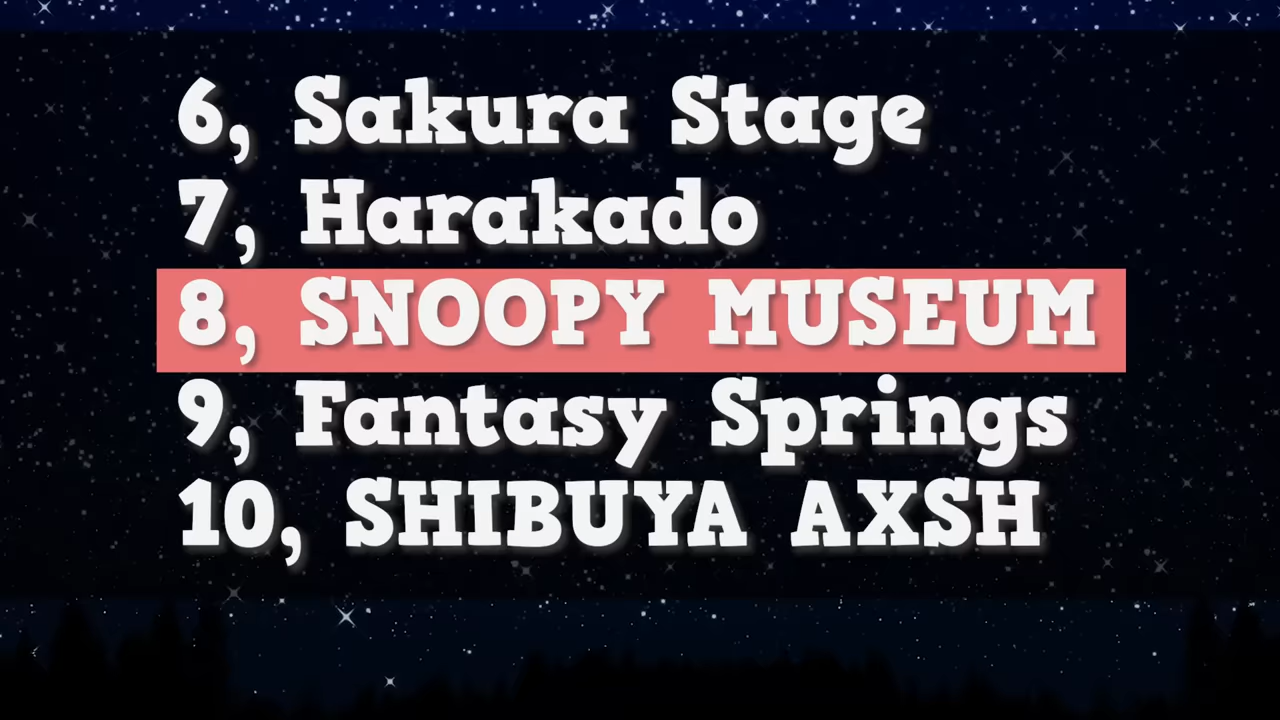 6, Sakura Stage
7, Harakado
8, SNOOPY MUSEUM
9, Fantasy Springs
10, SHIBUYA AXSH